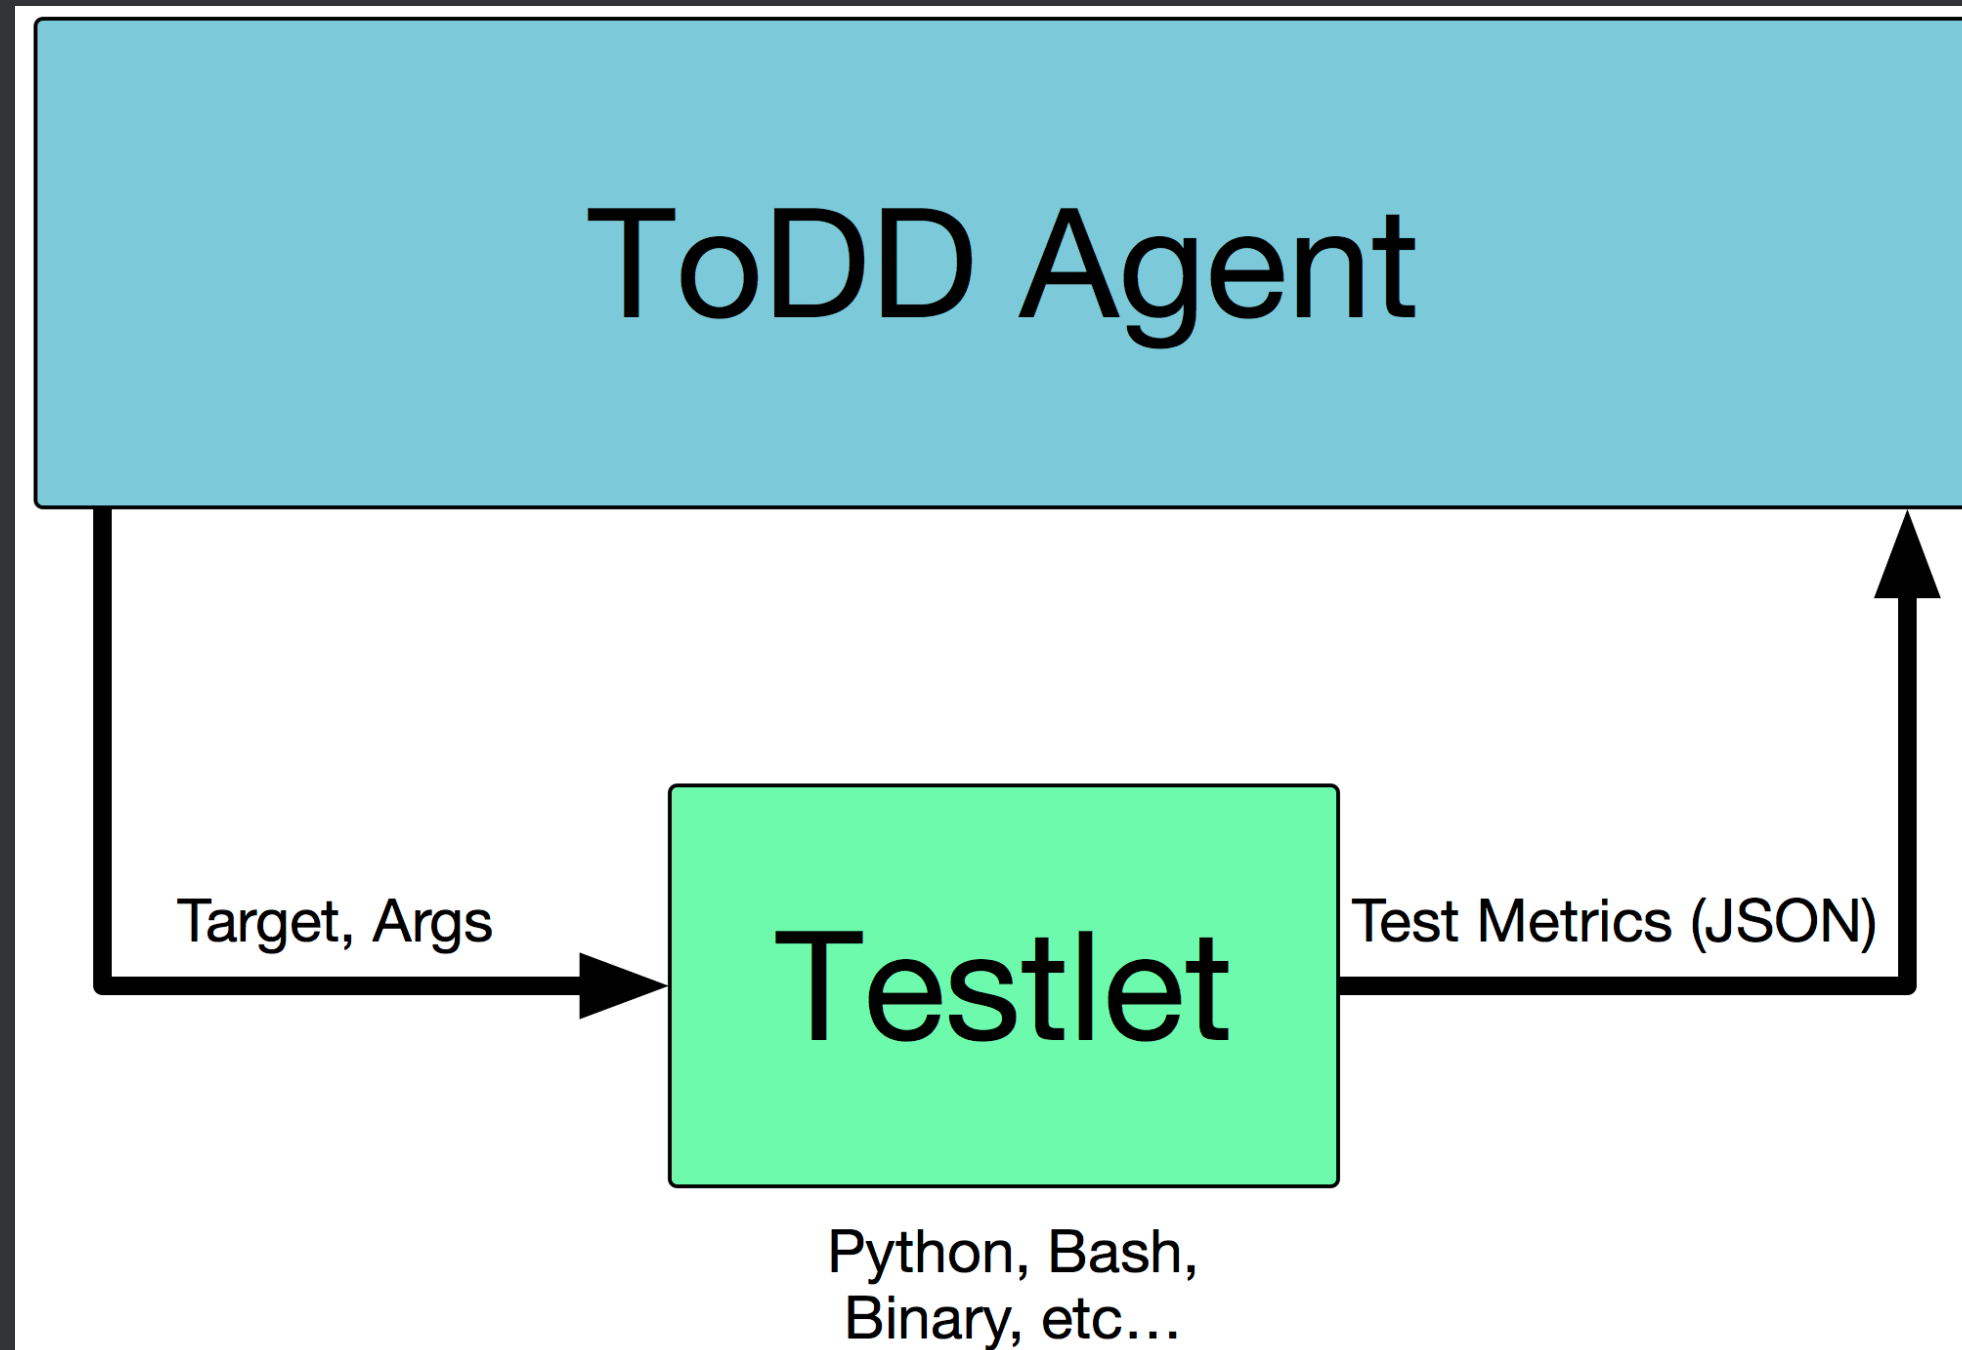 ToDD Agent
Target, Args
Testlet
Test Metrics (JSON)
Python, Bash,
Binary, etc...